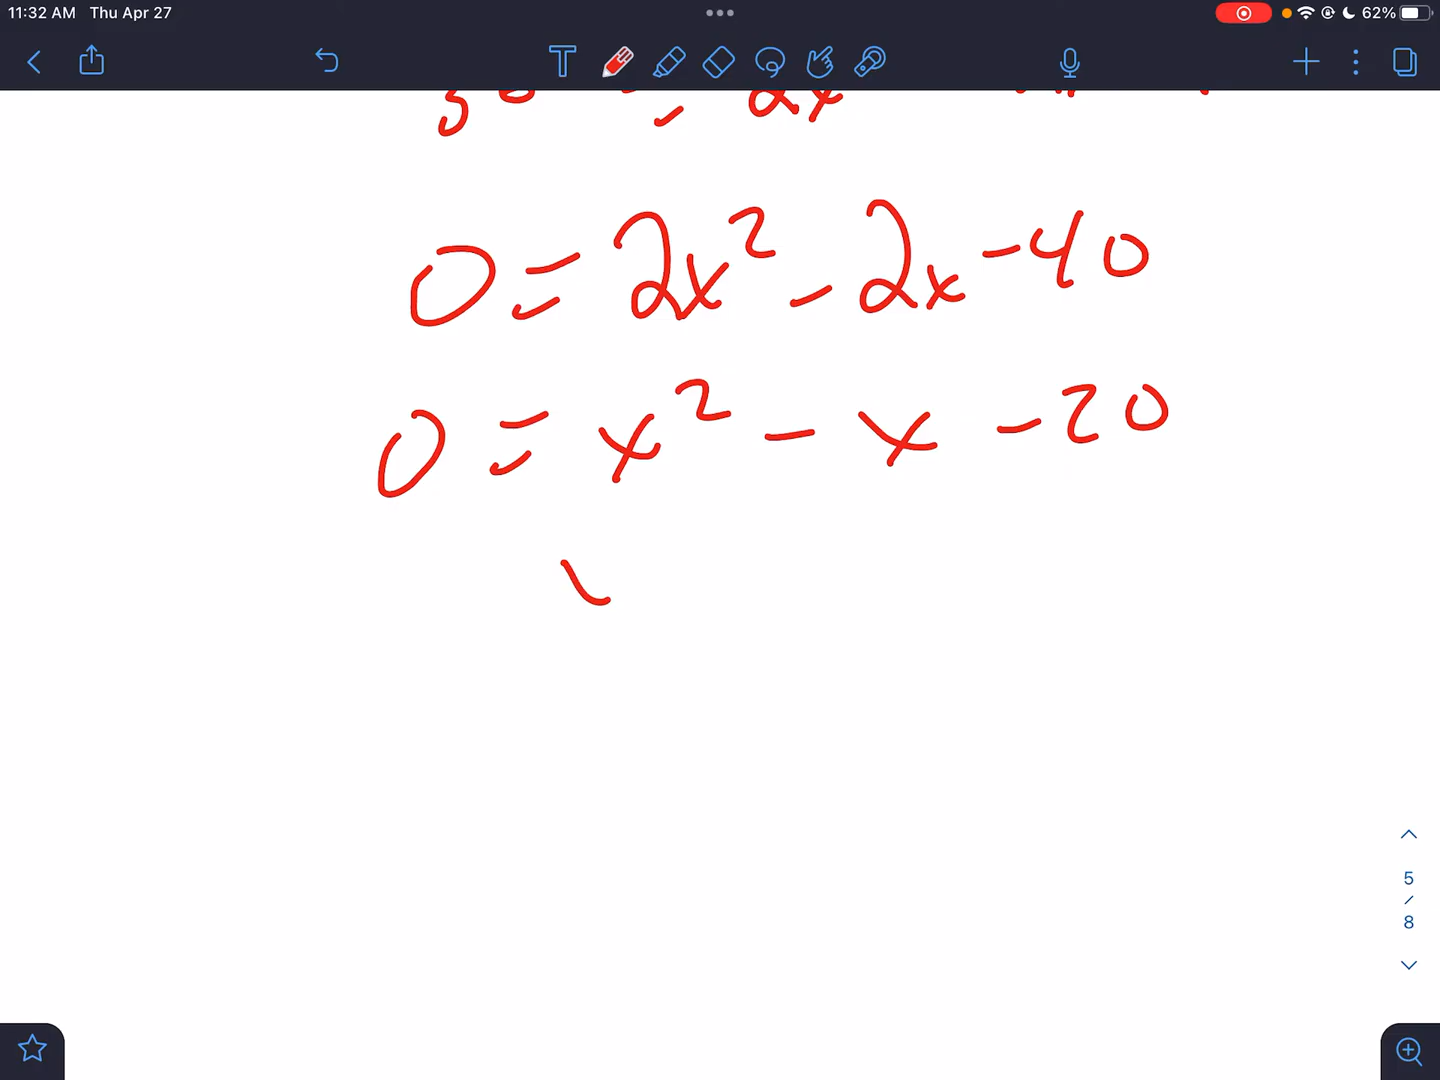 11:32 AM Thu Apr 27
62%
T
0 = 2x² - 2x - 40
0 = x² - x - 20
5
/
8